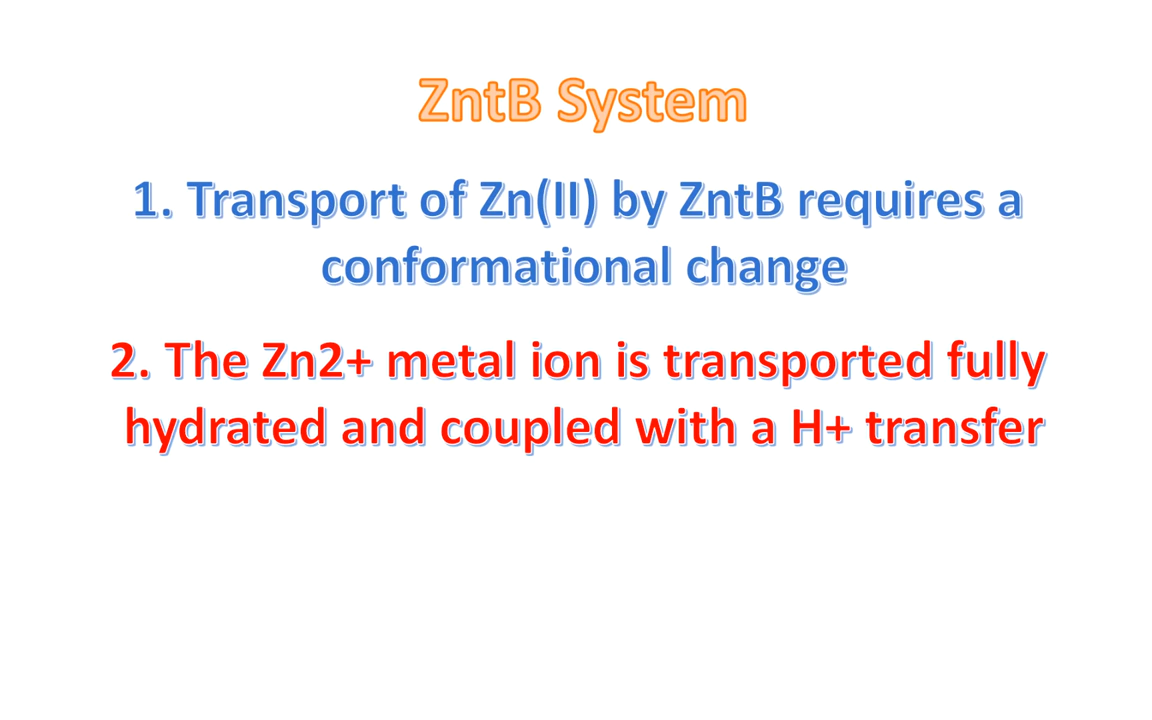 ZntB System
1. Transport of Zn(II) by ZntB requires a
conformational change
2. The Zn2+ metal ion is transported fully
hydrated and coupled with a H+ transfer